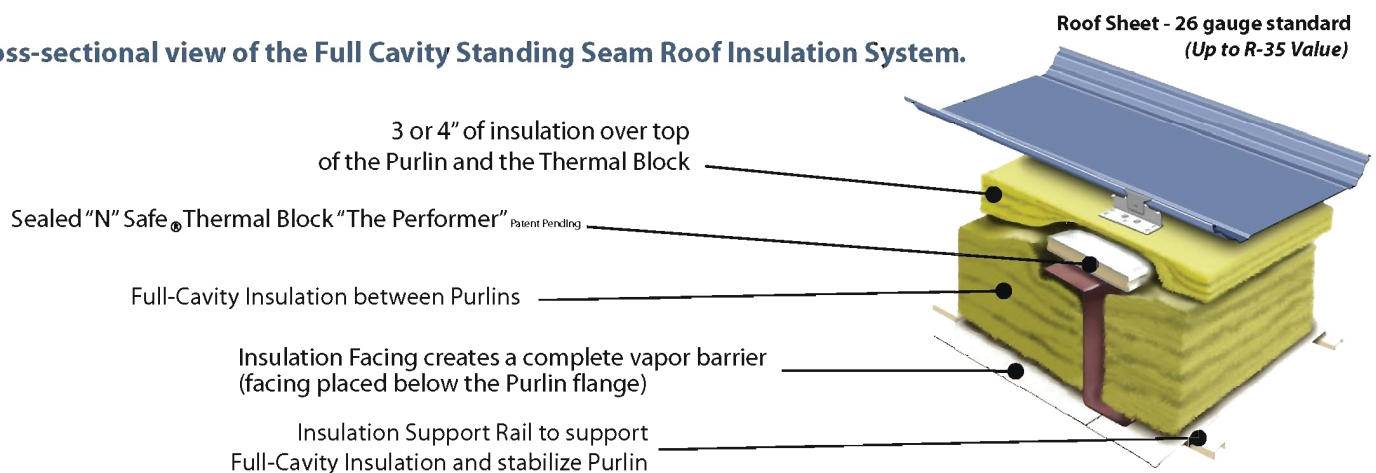 Roof Sheet - 26 gauge standard
(Up to R-35 Value)
oss-sectional view of the Full Cavity Standing Seam Roof Insulation System.
3 or 4” of insulation over top
of the Purlin and the Thermal Block
Sealed “N” Safe® Thermal Block “The Performer” Patent Pending
Full-Cavity Insulation between Purlins
Insulation Facing creates a complete vapor barrier
(facing placed below the Purlin flange)
Insulation Support Rail to support
Full-Cavity Insulation and stabilize Purlin